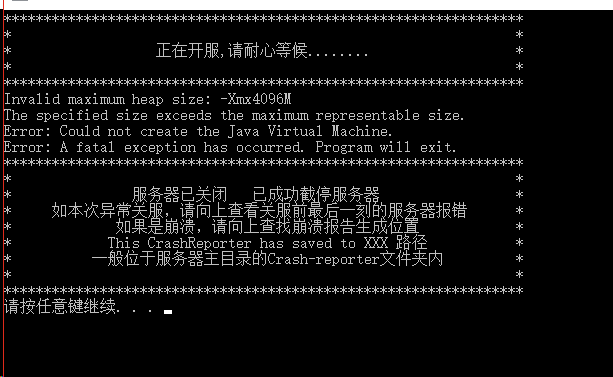 *****************************************************************
* *
* 正在开服,请耐心等候........ *
* *
*****************************************************************
Invalid maximum heap size: -Xmx4096M
The specified size exceeds the maximum representable size.
Error: Could not create the Java Virtual Machine.
Error: A fatal exception has occurred. Program will exit.
*****************************************************************
* *
* 服务器已关闭 已成功截停服务器 *
* 如本次异常关服，请向上查看关服前最后一刻的服务器报错 *
* 如果是崩溃，请向上查找崩溃报告生成位置 *
* This CrashReporter has saved to XXX 路径 *
* 一般位于服务器主目录的Crash-reporter文件夹内 *
* *
*****************************************************************
请按任意键继续. . .